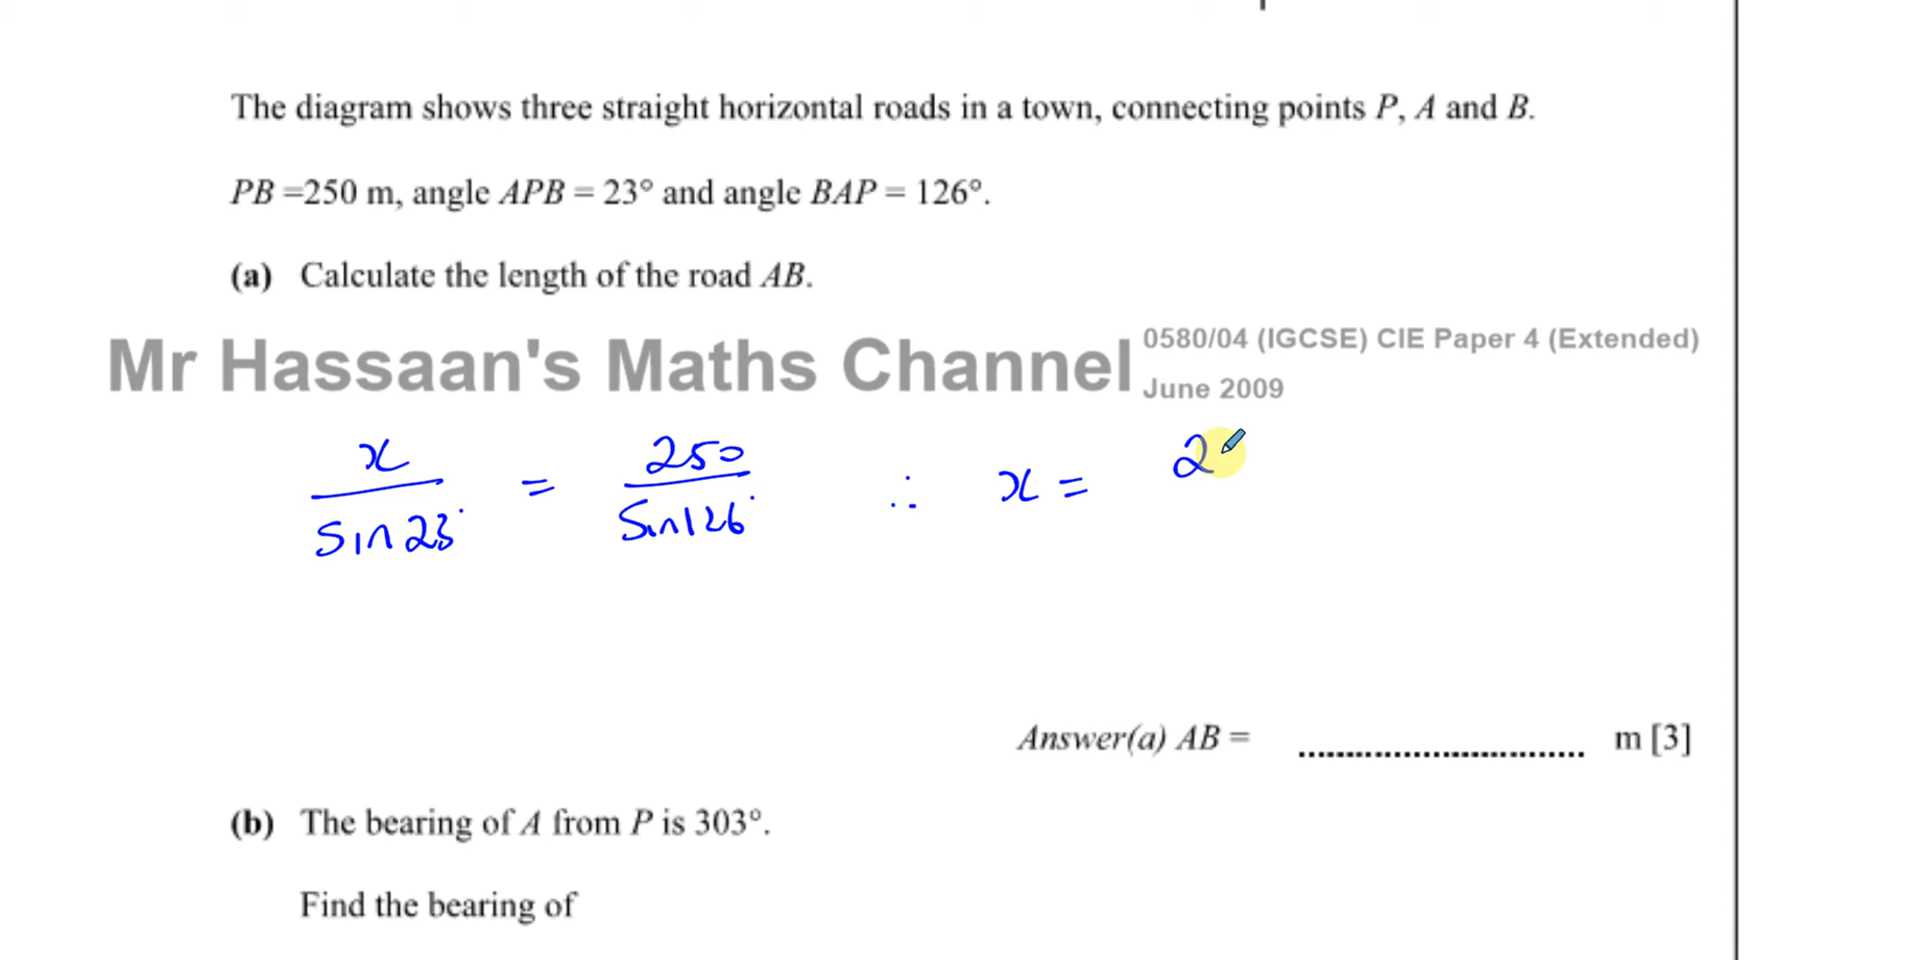 The diagram shows three straight horizontal roads in a town, connecting points P, A and B.
PB =250 m, angle APB = 23° and angle BAP = 126°.
(a) Calculate the length of the road AB.
Mr Hassaan's Maths Channel
0580/04 (IGCSE) CIE Paper 4 (Extended)
June 2009
x/sin 23° = 250/sin126° ∴ x = 2
Answer(a) AB = ............................ m [3]
(b) The bearing of A from P is 303°.
Find the bearing of